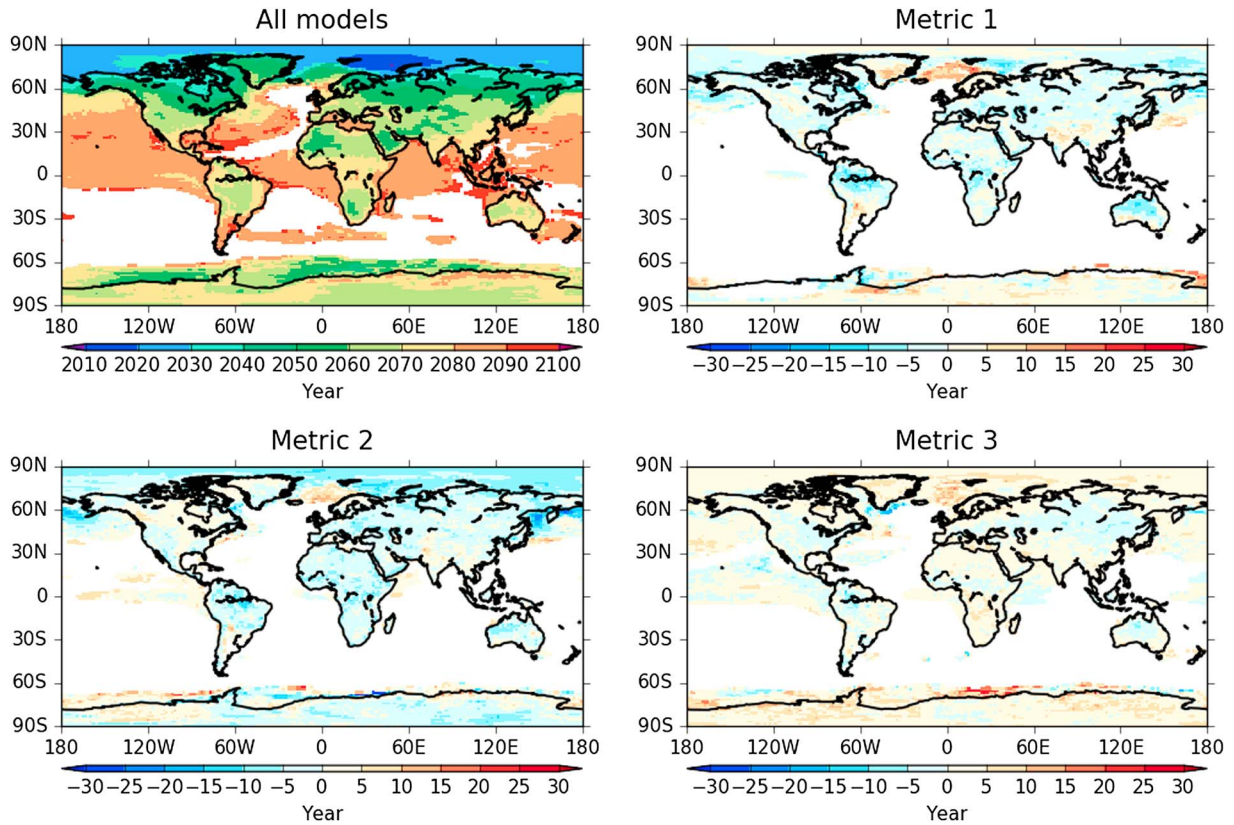 All models
90N
60N
30N
0
30S
60S
90S
180 120W 60W 0 60E 120E 180
2010 2020 2030 2040 2050 2060 2070 2080 2090 2100
Year
Metric 1
90N
60N
30N
0
30S
60S
90S
180 120W 60W 0 60E 120E 180
−30 −25 −20 −15 −10 −5 0 5 10 15 20 25 30
Year
Metric 2
90N
60N
30N
0
30S
60S
90S
180 120W 60W 0 60E 120E 180
−30 −25 −20 −15 −10 −5 0 5 10 15 20 25 30
Year
Metric 3
90N
60N
30N
0
30S
60S
90S
180 120W 60W 0 60E 120E 180
−30 −25 −20 −15 −10 −5 0 5 10 15 20 25 30
Year